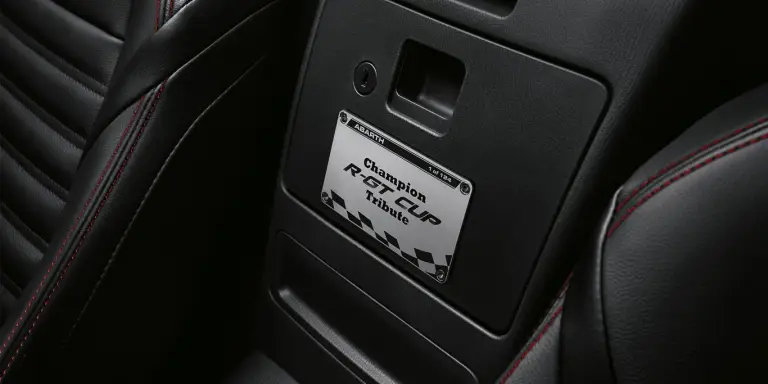 ABARTH
1 of 124
Champion
R-GT CUP
Tribute